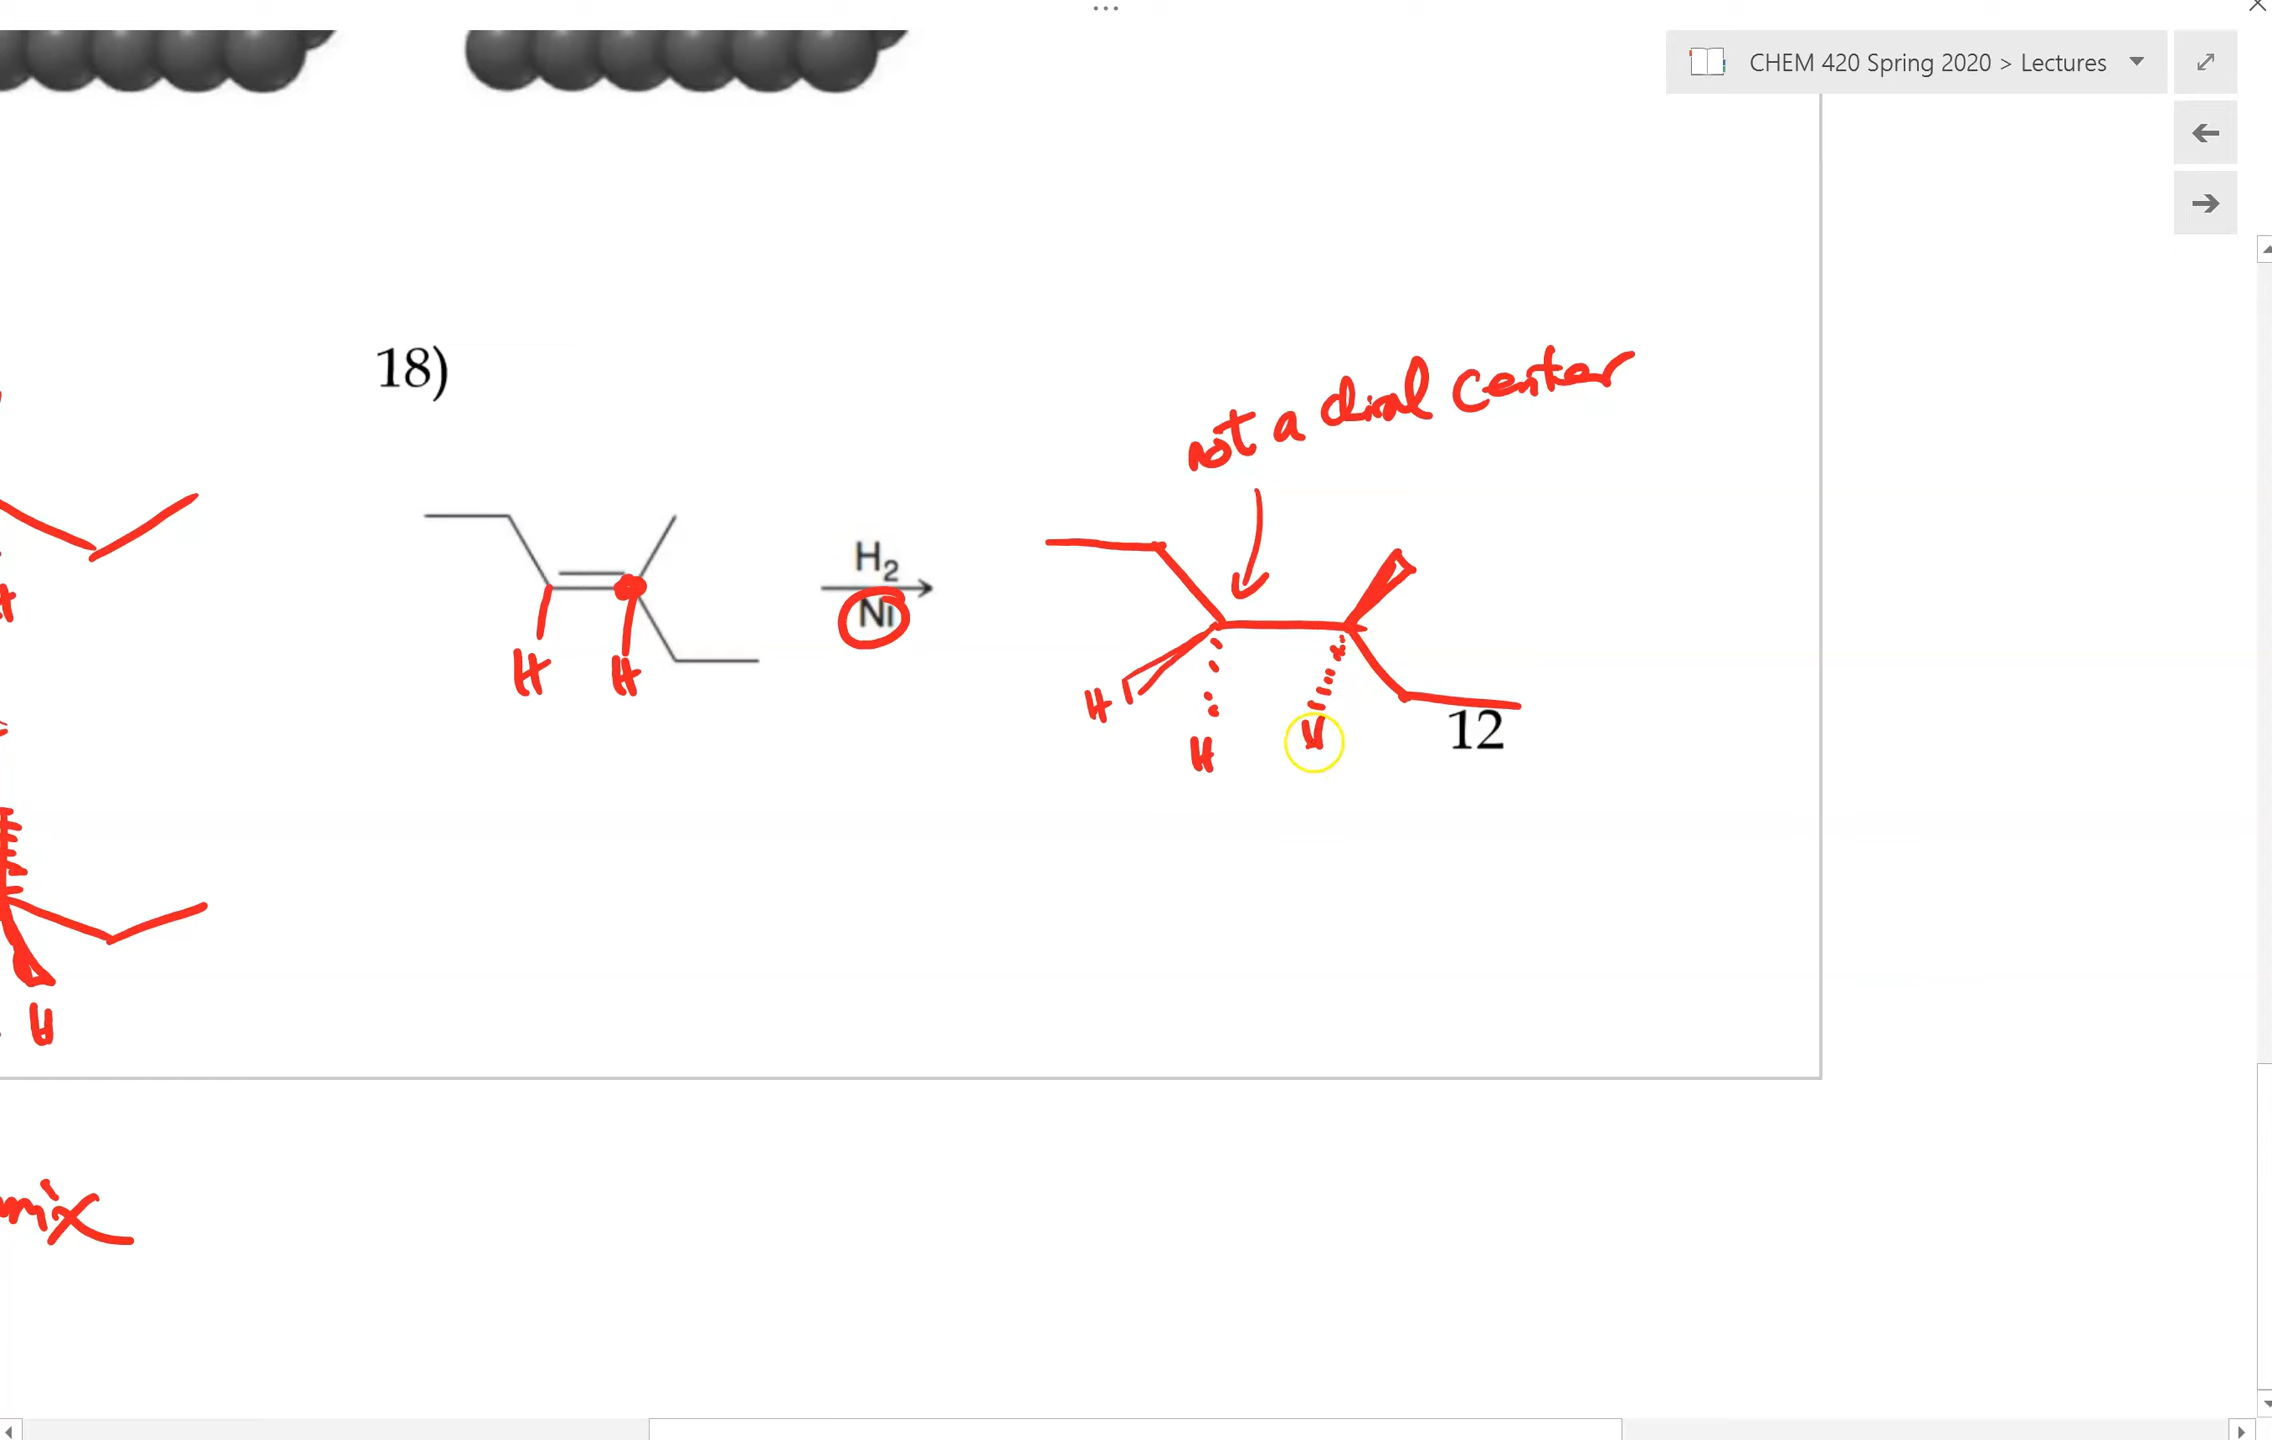 CHEM 420 Spring 2020 > Lectures
18)
not a chiral center
H2
Ni
H H
H
H H
12
H
mix